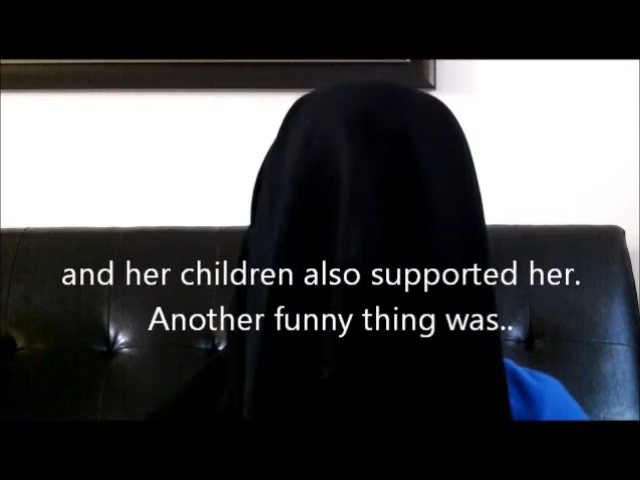 and her children also supported her.
Another funny thing was..